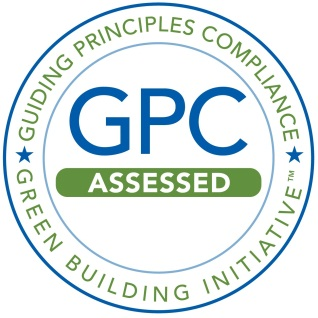 GUIDING PRINCIPLES COMPLIANCE
GPC
ASSESSED
GREEN BUILDING INITIATIVE™